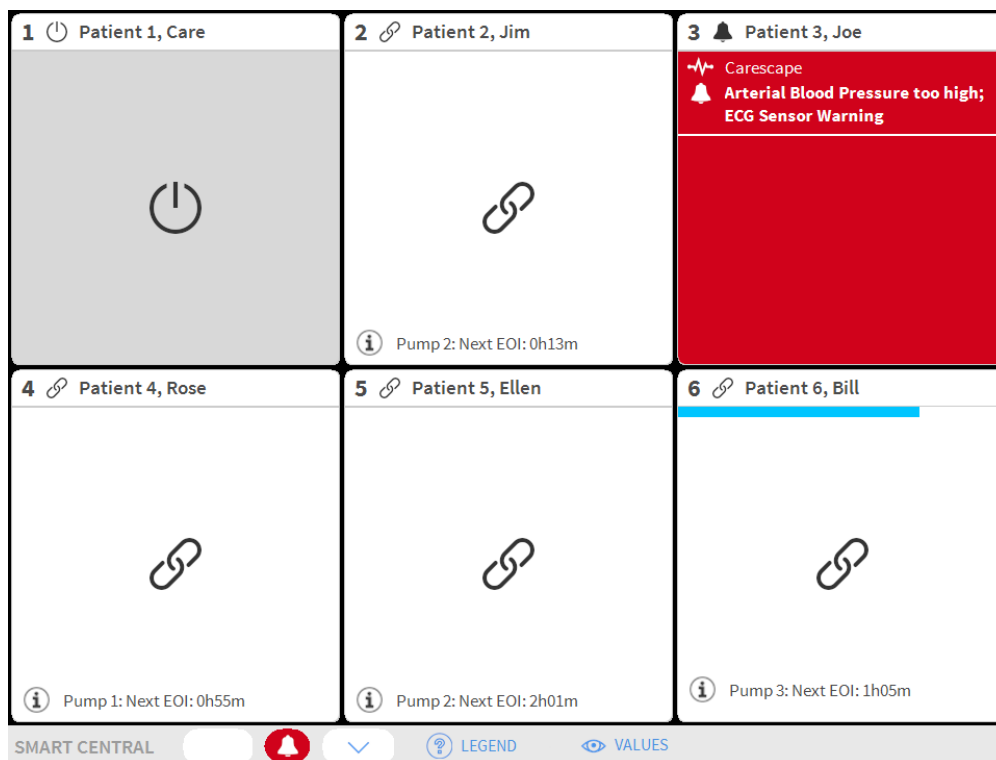 1 Patient 1, Care
2 Patient 2, Jim
3 Patient 3, Joe
Carescape
Arterial Blood Pressure too high;
ECG Sensor Warning
Pump 2: Next EOI: 0h13m
4 Patient 4, Rose
5 Patient 5, Ellen
6 Patient 6, Bill
Pump 1: Next EOI: 0h55m
Pump 2: Next EOI: 2h01m
Pump 3: Next EOI: 1h05m
SMART CENTRAL
LEGEND
VALUES